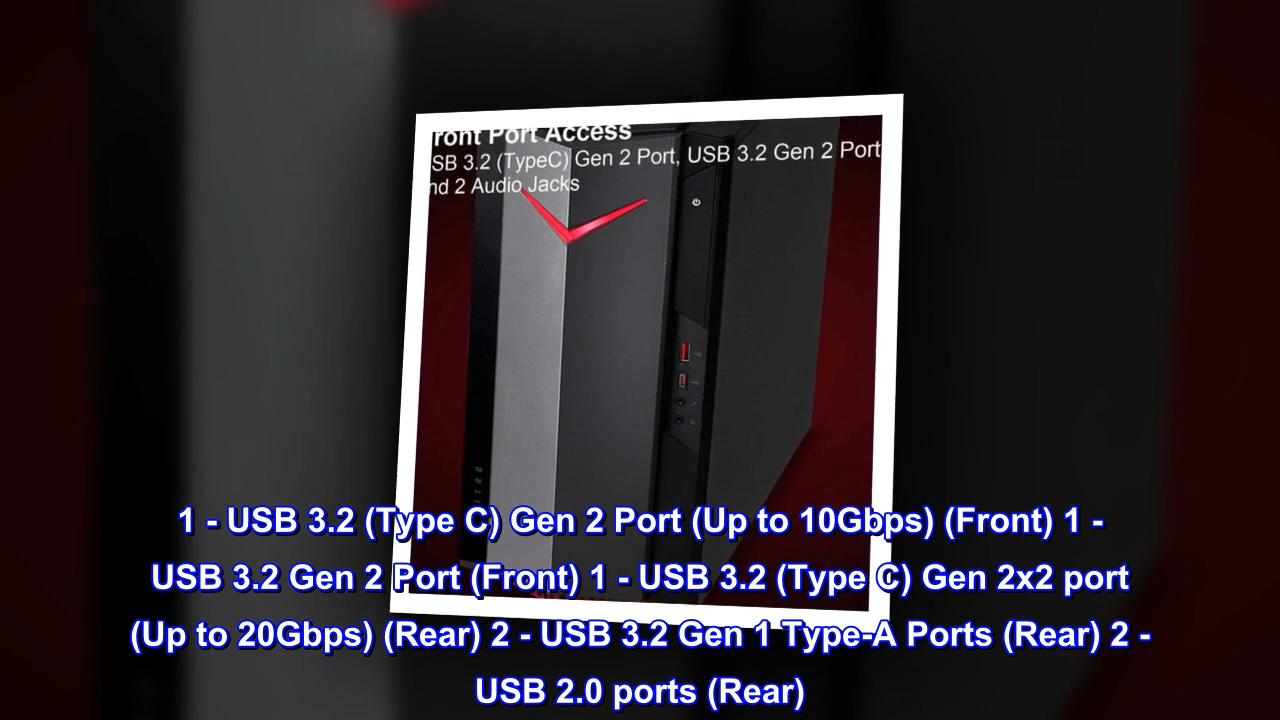 ront Port Access
SB 3.2 (TypeC) Gen 2 Port, USB 3.2 Gen 2 Port
nd 2 Audio Jacks
1 - USB 3.2 (Type C) Gen 2 Port (Up to 10Gbps) (Front) 1 -
USB 3.2 Gen 2 Port (Front) 1 - USB 3.2 (Type C) Gen 2x2 port
(Up to 20Gbps) (Rear) 2 - USB 3.2 Gen 1 Type-A Ports (Rear) 2 -
USB 2.0 ports (Rear)